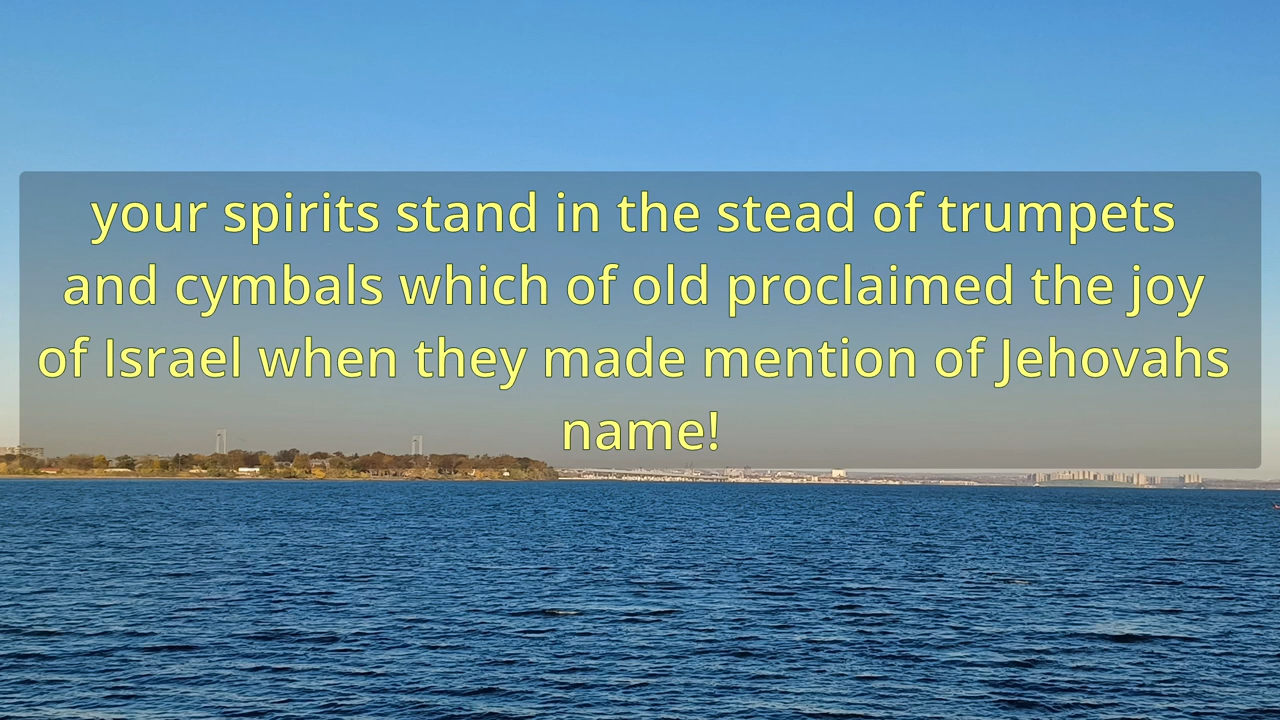 your spirits stand in the stead of trumpets
and cymbals which of old proclaimed the joy
of Israel when they made mention of Jehovahs
name!